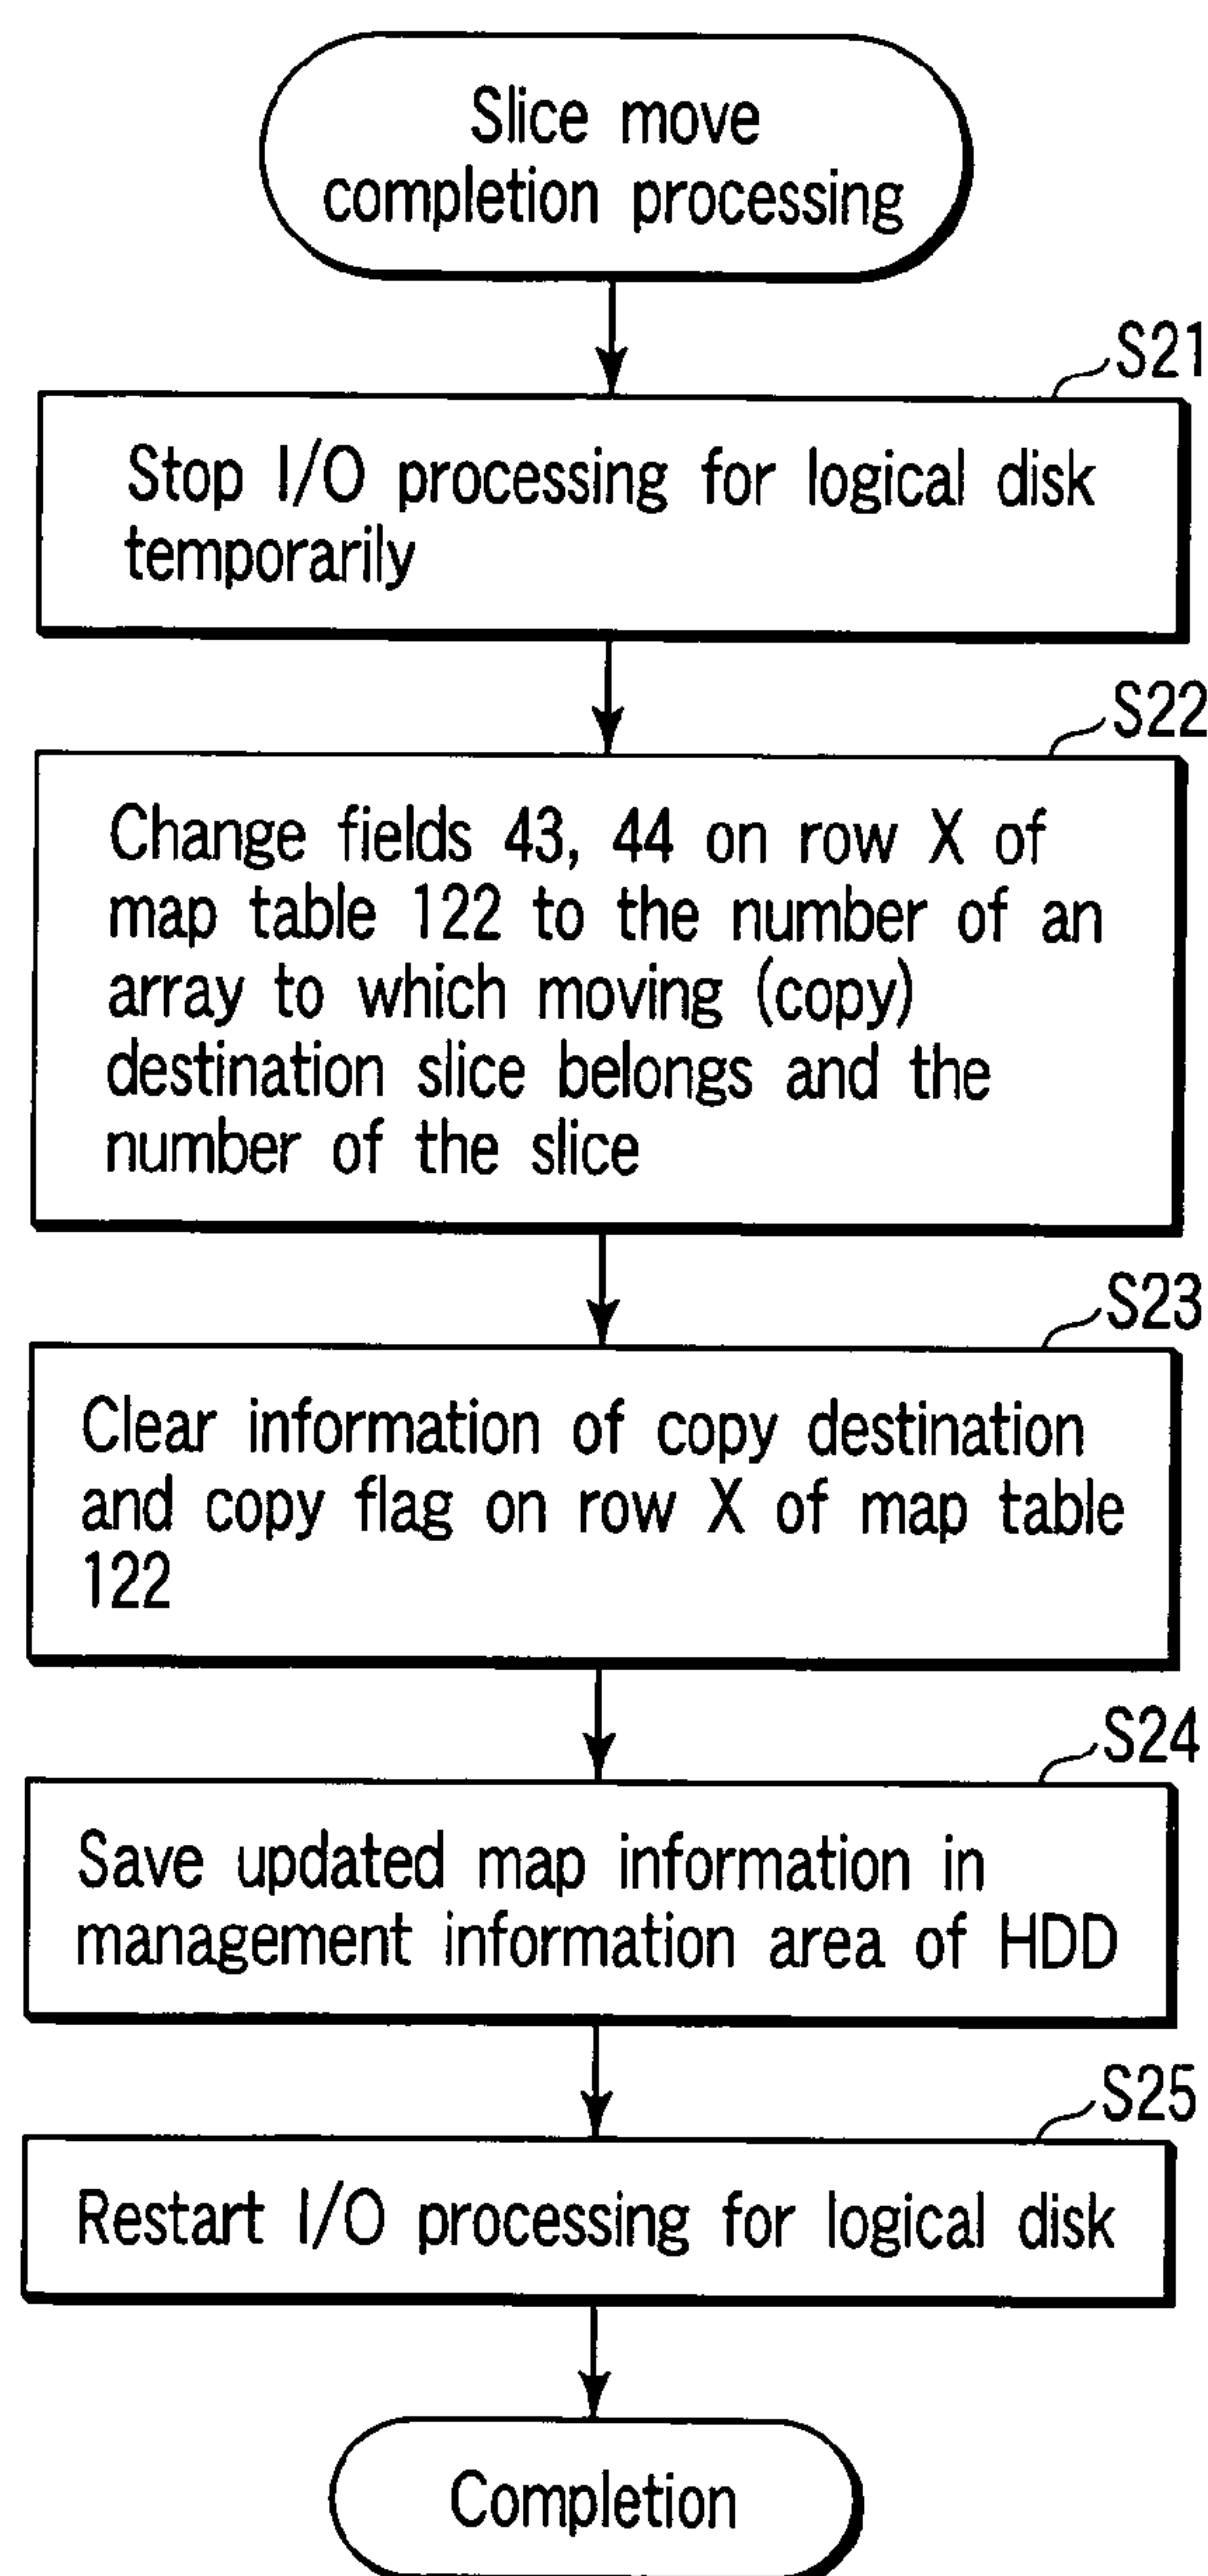 Slice move
completion processing
S21
Stop I/O processing for logical disk
temporarily
S22
Change fields 43, 44 on row X of
map table 122 to the number of an
array to which moving (copy)
destination slice belongs and the
number of the slice
S23
Clear information of copy destination
and copy flag on row X of map table
122
S24
Save updated map information in
management information area of HDD
S25
Restart I/O processing for logical disk
Completion